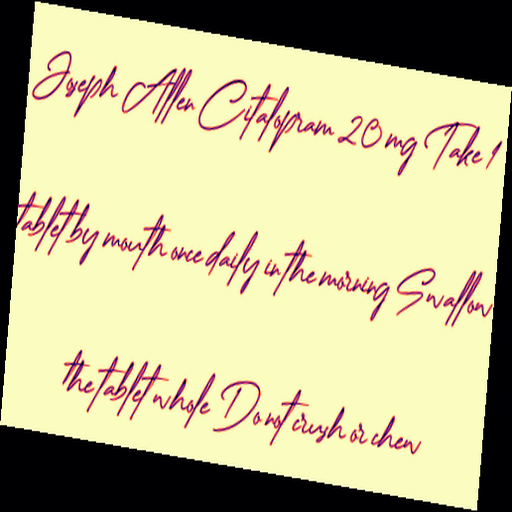 Joseph Allen Citalopram 20 mg Take 1
tablet by mouth once daily in the morning Swallow
the tablet whole Do not crush or chew